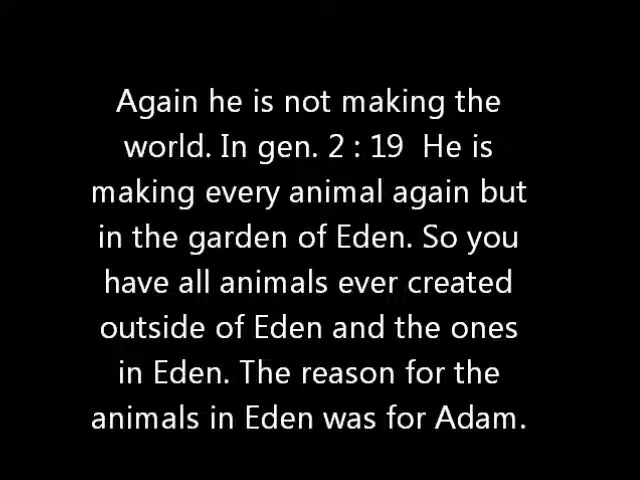 Again he is not making the
world. In gen. 2 : 19  He is
making every animal again but
in the garden of Eden. So you
have all animals ever created
outside of Eden and the ones
in Eden. The reason for the
animals in Eden was for Adam.